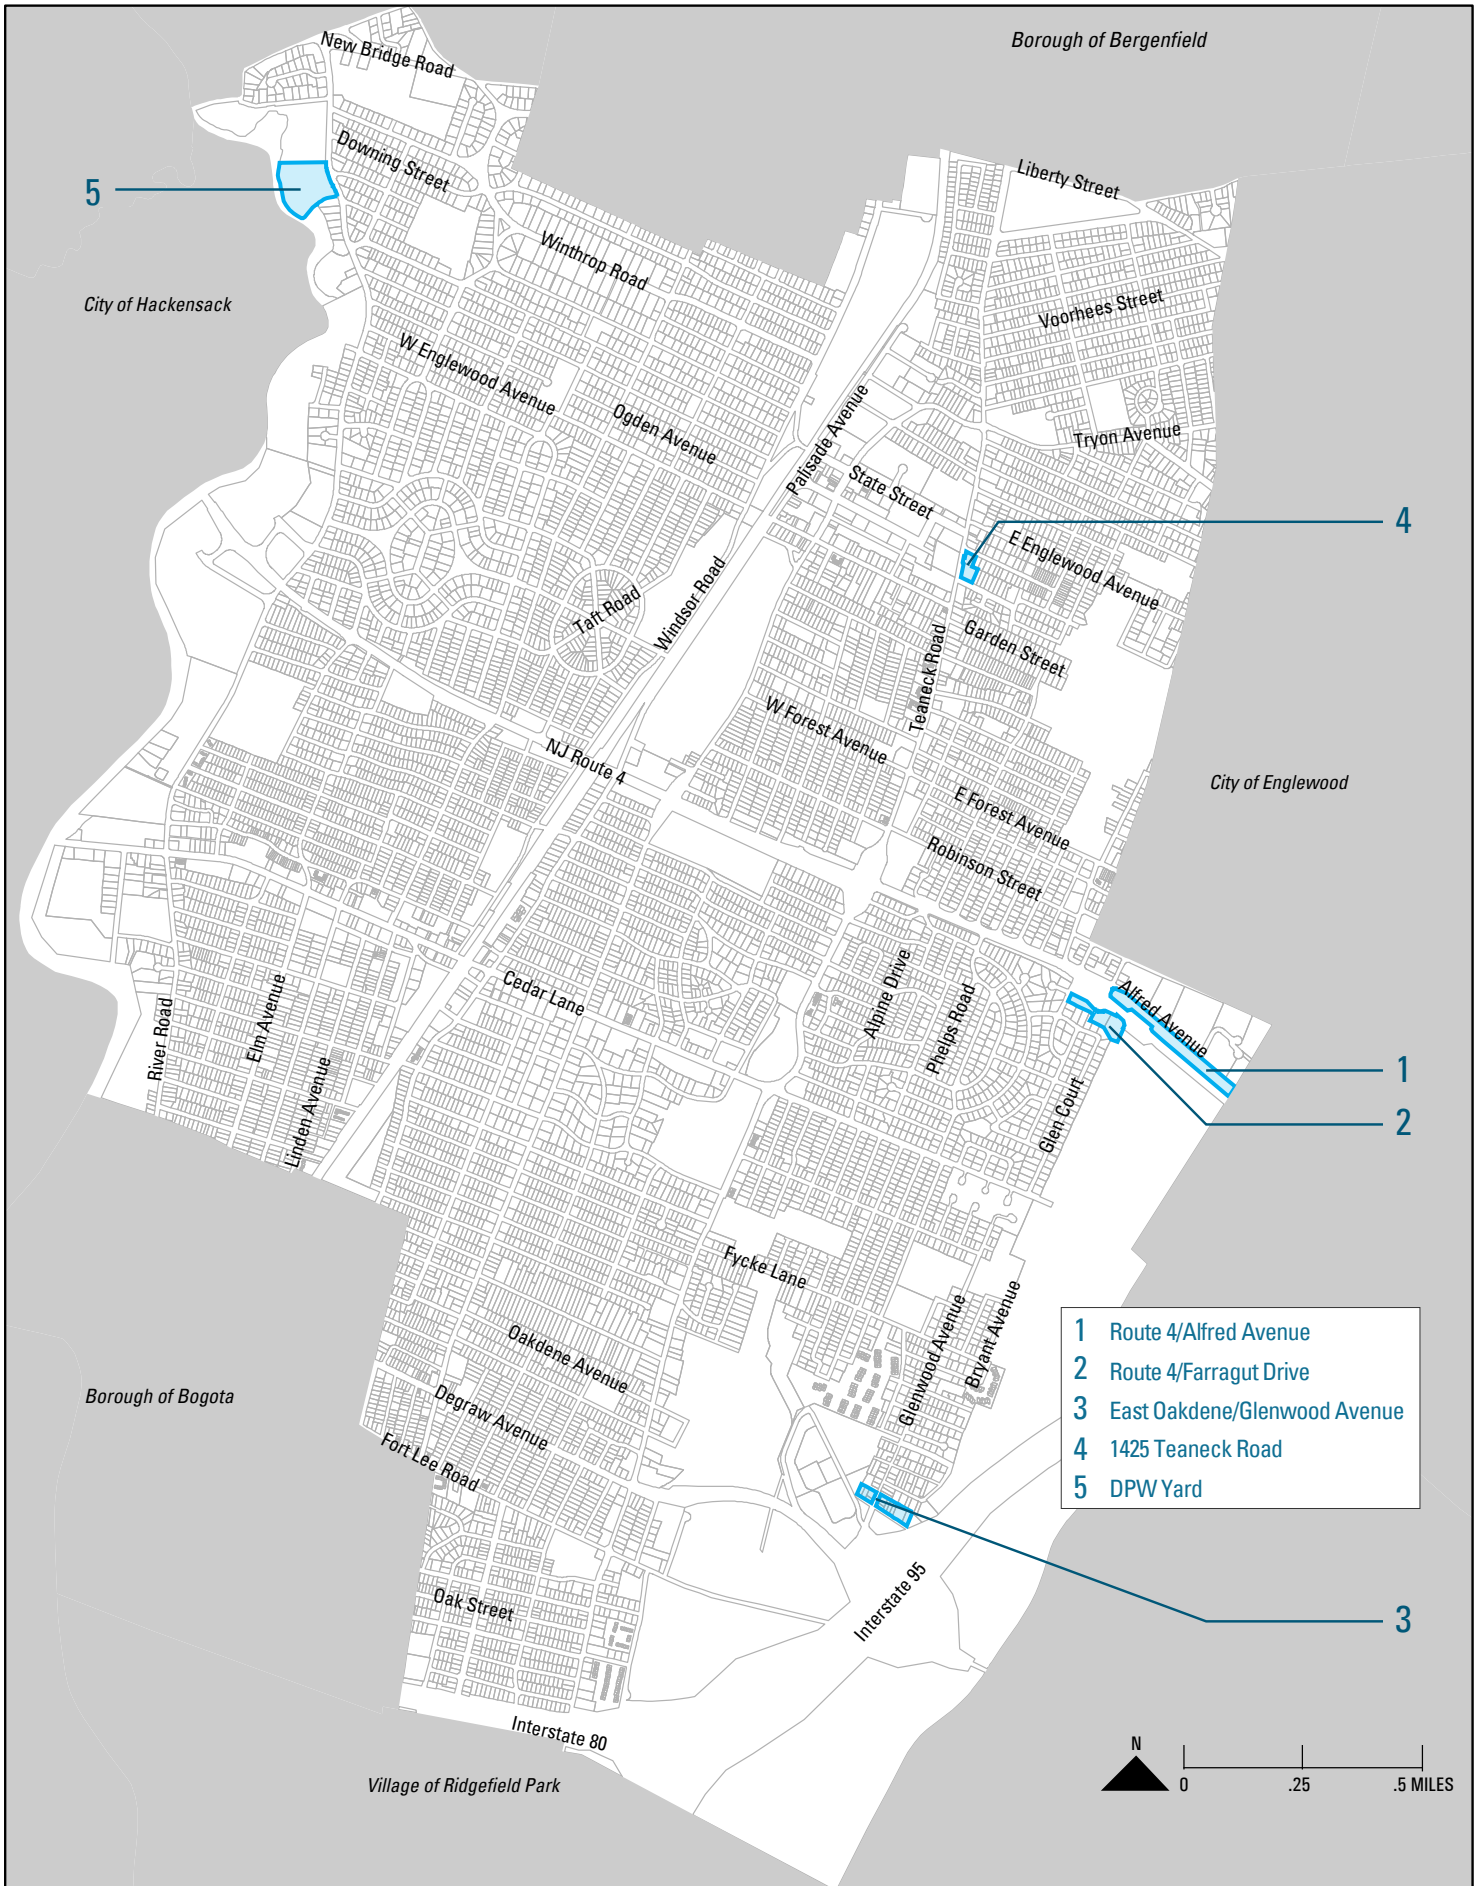 New Bridge Road
Borough of Bergenfield
Downing Street
Liberty Street
5
Winthrop Road
City of Hackensack
Voorhees Street
W Englewood Avenue
Ogden Avenue
Palisade Avenue
Tryon Avenue
State Street
4
E Englewood Avenue
Taft Road
Windsor Road
Garden Street
Teaneck Road
W Forest Avenue
NJ Route 4
City of Englewood
E Forest Avenue
Robinson Street
Cedar Lane
Alpine Drive
Phelps Road
Alfred Avenue
River Road
Elm Avenue
Linden Avenue
Glen Court
1
2
Fycke Lane
Glenwood Avenue
Bryant Avenue
Oakdene Avenue
Borough of Bogota
Degraw Avenue
Fort Lee Road
1 Route 4/Alfred Avenue
2 Route 4/Farragut Drive
3 East Oakdene/Glenwood Avenue
4 1425 Teaneck Road
5 DPW Yard
Interstate 95
Oak Street
3
Interstate 80
Village of Ridgefield Park
N
0 .25 .5 MILES